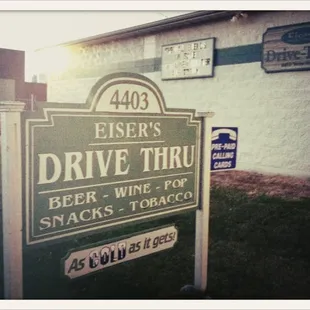 4403
EISER'S
DRIVE THRU
BEER - WINE - POP
SNACKS - TOBACCO
As COLD as it gets!
PRE-PAID
CALLING
CARDS
Drive-T